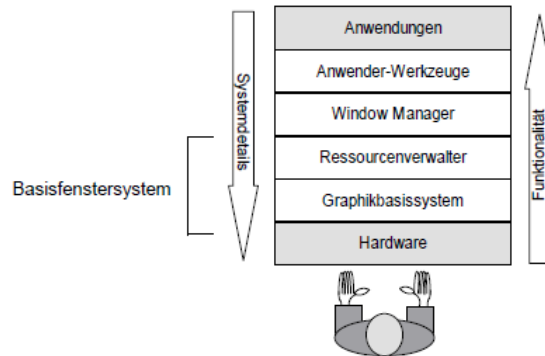 Anwendungen
Anwender-Werkzeuge
Window Manager
Ressourcenverwalter
Graphikbasissystem
Hardware
Systemdetails
Funktionalität
Basisfenstersystem